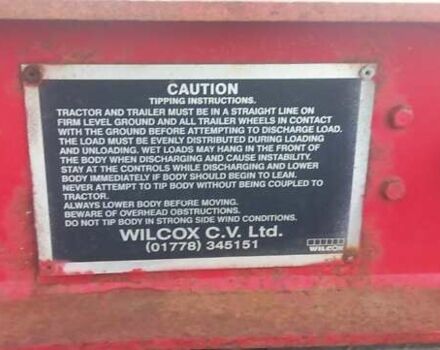 CAUTION
TIPPING INSTRUCTIONS.
TRACTOR AND TRAILER MUST BE IN A STRAIGHT LINE ON
FIRM LEVEL GROUND AND ALL TRAILER WHEELS IN CONTACT
WITH THE GROUND BEFORE ATTEMPTING TO DISCHARGE LOAD.
THE LOAD MUST BE EVENLY DISTRIBUTED DURING LOADING
AND UNLOADING. WET LOADS MAY HANG IN THE FRONT OF
THE BODY WHEN DISCHARGING AND CAUSE INSTABILITY.
STAY AT THE CONTROLS WHILE DISCHARGING AND LOWER
BODY IMMEDIATELY IF BODY SHOULD BEGIN TO LEAN.
NEVER ATTEMPT TO TIP BODY WITHOUT BEING COUPLED TO
TRACTOR.
ALWAYS LOWER BODY BEFORE MOVING.
BEWARE OF OVERHEAD OBSTRUCTIONS.
DO NOT TIP BODY IN STRONG SIDE WIND CONDITIONS.
WILCOX C.V. Ltd.
(01778) 345151
WILCOX